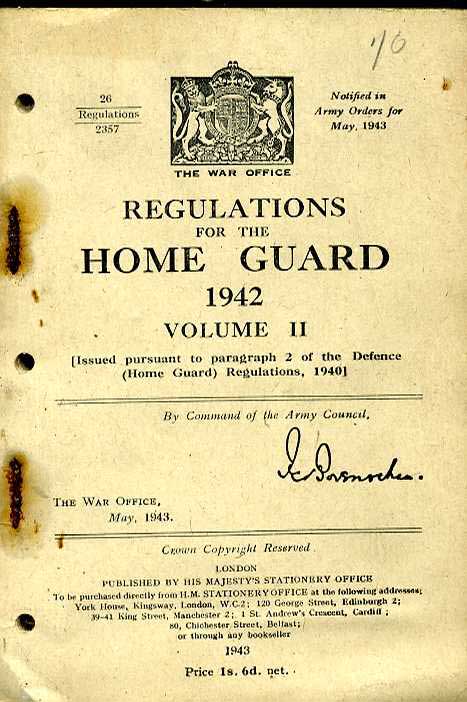 1/6
26
Regulations
2357
Notified in
Army Orders for
May, 1943
THE WAR OFFICE
REGULATIONS
FOR THE
HOME GUARD
1942
VOLUME II
[Issued pursuant to paragraph 2 of the Defence
(Home Guard) Regulations, 1940]
By Command of the Army Council,
THE WAR OFFICE,
May, 1943.
Crown Copyright Reserved
LONDON
PUBLISHED BY HIS MAJESTY'S STATIONERY OFFICE
To be purchased directly from H.M. STATIONERY OFFICE at the following addresses;
York House, Kingsway, London, W.C.2; 120 George Street, Edinburgh 2;
39-41 King Street, Manchester 2; 1 St. Andrew's Crescent, Cardiff;
80, Chichester Street, Belfast;
or through any bookseller
1943
Price 1s. 6d. net.